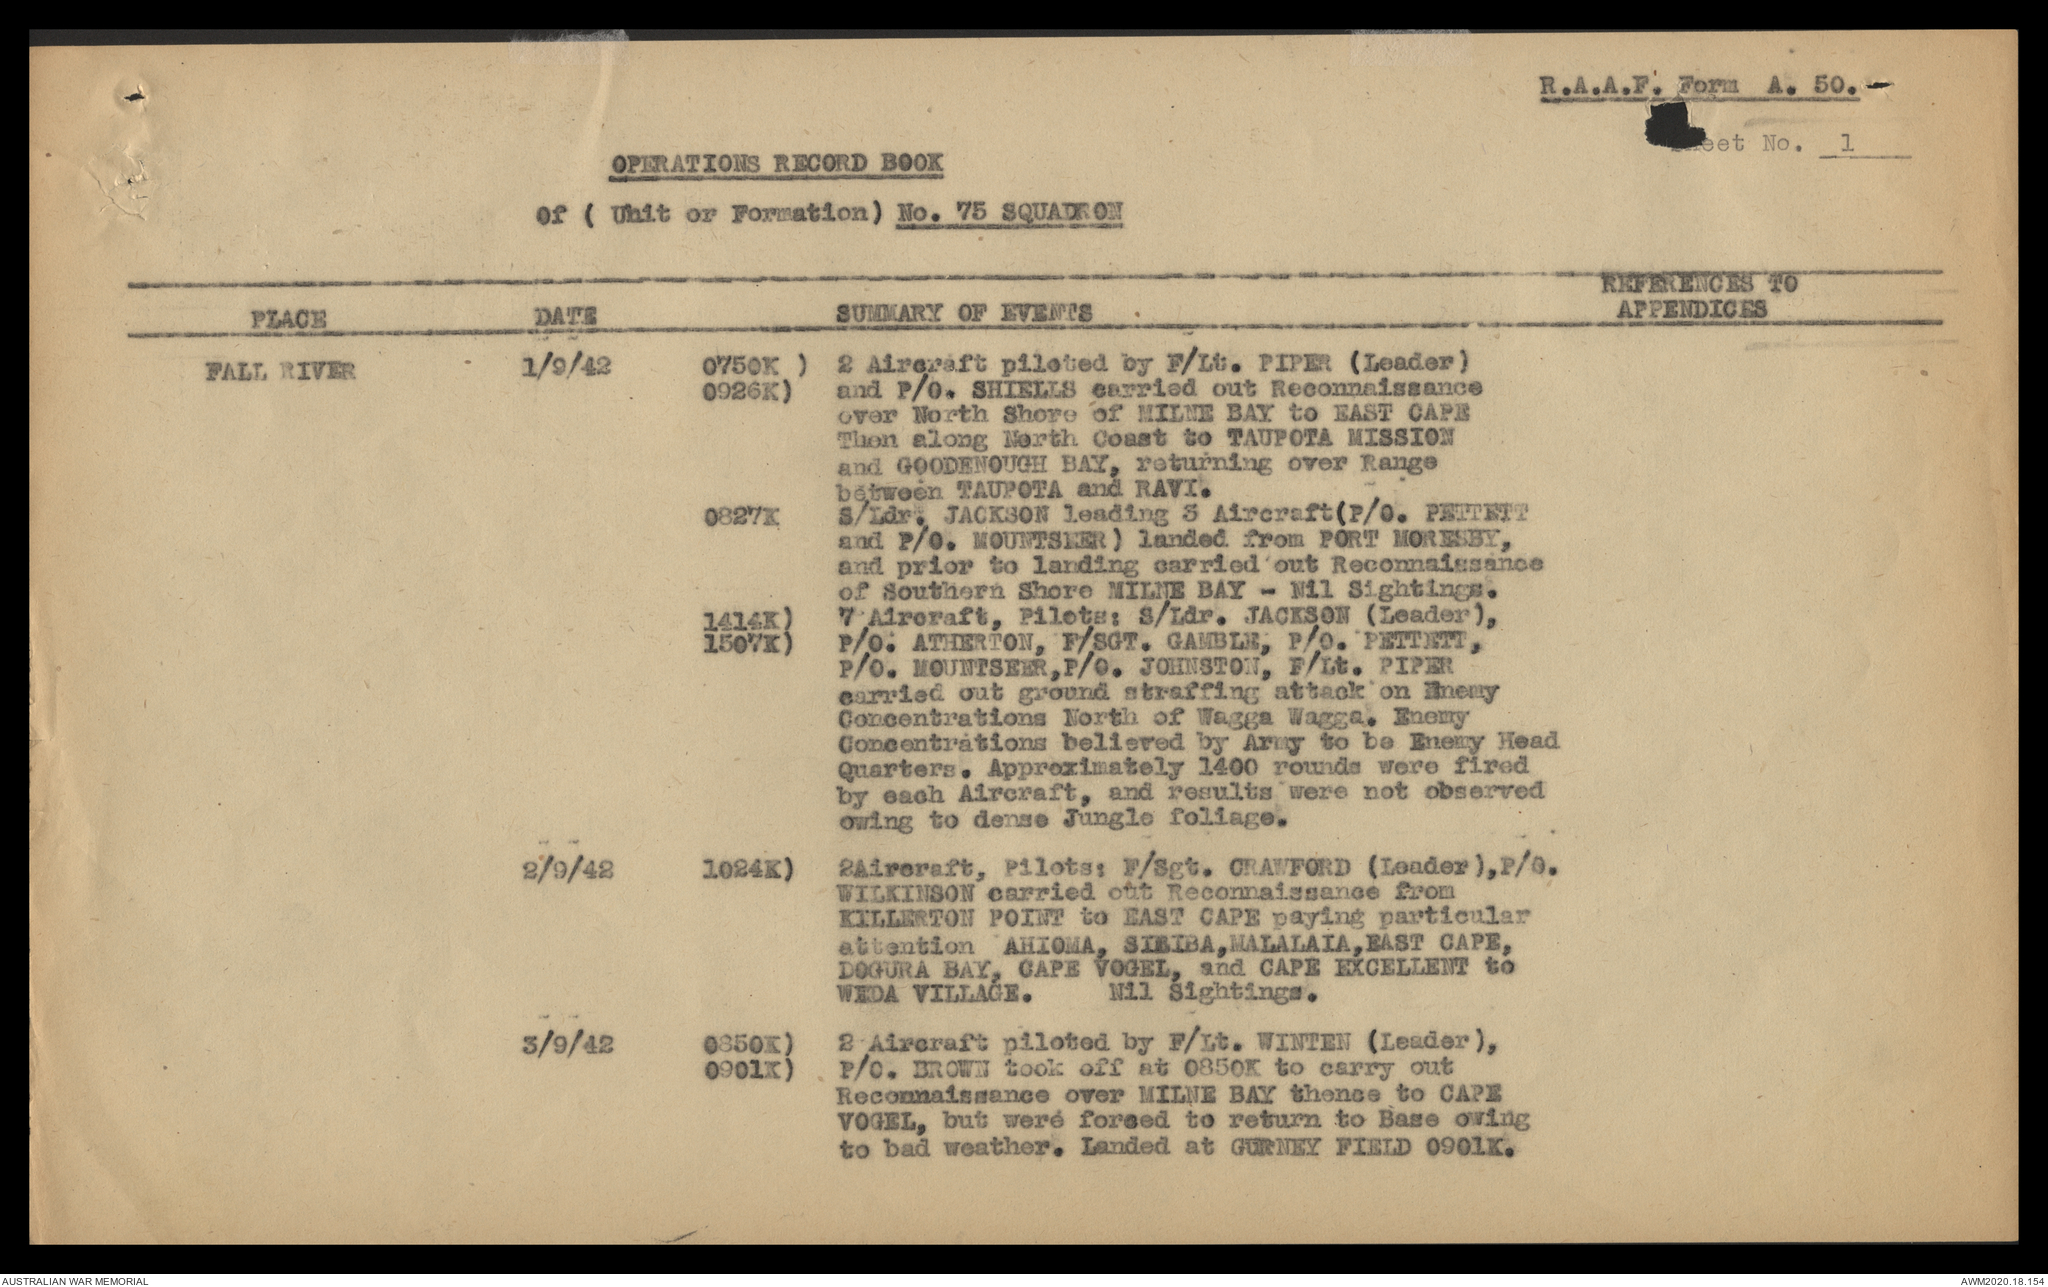 R.A.A.F. Form A. 50.
Sheet No. 1
OPERATIONS RECORD BOOK
Of ( Unit or Formation) No. 75 SQUADRON
PLACE DATE SUMMARY OF EVENTS REFERENCES TO APPENDICES
FALL RIVER 1/9/42 0750K ) 2 Aircraft piloted by F/Lt. PIPER (Leader)
0926K) and P/O. SHIELLS carried out Reconnaissance
over North Shore of MILNE BAY to EAST CAPE
Then along North Coast to TAUPOTA MISSION
and GOODENOUGH BAY, returning over Range
between TAUPOTA and RAVI.
0827K S/Ldr. JACKSON leading 3 Aircraft(P/O. PETTETT
and P/O. MOUNTSEER) landed from PORT MORESBY,
and prior to landing carried out Reconnaissance
of Southern Shore MILNE BAY - Nil Sightings.
1414K) 7 Aircraft, Pilots: S/Ldr. JACKSON (Leader),
1507K) P/O. ATHERTON, F/SGT. GAMBLE, P/O. PETTETT,
P/O. MOUNTSEER,P/O. JOHNSTON, F/Lt. PIPER
carried out ground straffing attack on Enemy
Concentrations North of Wagga Wagga. Enemy
Concentrations believed by Army to be Enemy Head
Quarters. Approximately 1400 rounds were fired
by each Aircraft, and results were not observed
owing to dense Jungle foliage.
2/9/42 1024K) 2Aircraft, Pilots: F/Sgt. CRAWFORD (Leader),P/O.
WILKINSON carried out Reconnaissance from
KILLERTON POINT to EAST CAPE paying particular
attention AHIOMA, SIEIBA,MALALAIA,EAST CAPE,
DOGURA BAY, CAPE VOGEL, and CAPE EXCELLENT to
WEDA VILLAGE. Nil Sightings.
3/9/42 0850K) 2 Aircraft piloted by F/Lt. WINTEN (Leader),
0901K) P/O. BROWN took off at 0850K to carry out
Reconnaissance over MILNE BAY thence to CAPE
VOGEL, but were forced to return to Base owing
to bad weather. Landed at GURNEY FIELD 0901K.
AUSTRALIAN WAR MEMORIAL AWM2020.18.154